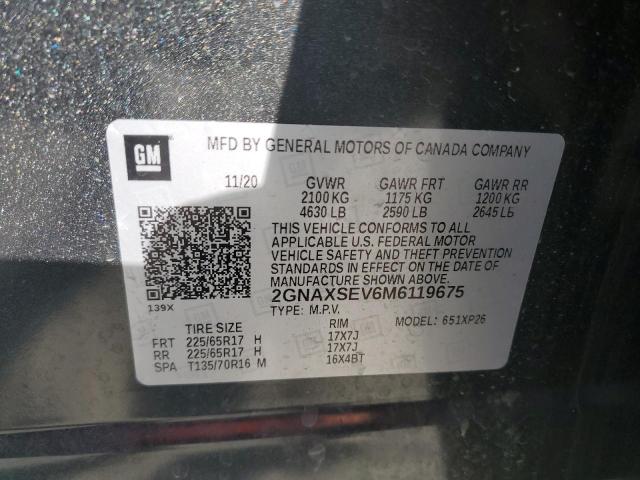 GM
MFD BY GENERAL MOTORS OF CANADA COMPANY
11/20 GVWR GAWR FRT GAWR RR
2100 KG 1175 KG 1200 KG
4630 LB 2590 LB 2645 LB
THIS VEHICLE CONFORMS TO ALL
APPLICABLE U.S. FEDERAL MOTOR
VEHICLE SAFETY AND THEFT PREVENTION
STANDARDS IN EFFECT ON THE DATE OF
MANUFACTURE SHOWN ABOVE.
139X 2GNAXSEV6M6119675
TYPE: M.P.V. MODEL: 651XP26
TIRE SIZE RIM
FRT 225/65R17 H 17X7J
RR 225/65R17 H 17X7J
SPA T135/70R16 M 16X4BT